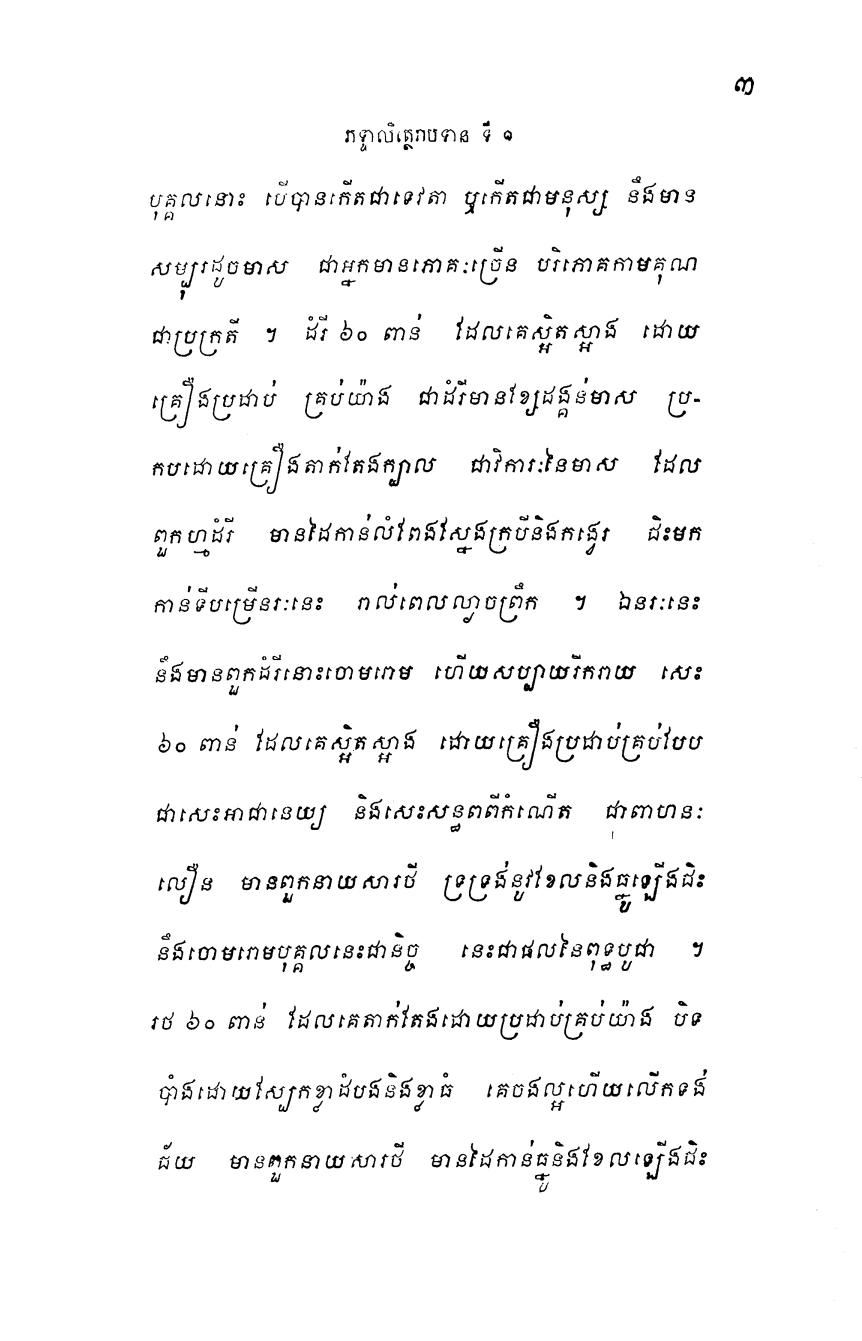 ៣
ភទ្ទាលិត្ថេរាបទាន ទី ១
បុគ្គលនោះ បើបានកើតជាទេវតា ឬកើតជាមនុស្ស នឹងមាន
សម្បុរដូចមាស ជាអ្នកមានភោគៈច្រើន បរិភោគកាមគុណ
ជាប្រក្រតី ។ ដំរី ៦០ ពាន់ ដែលគេស្អិតស្អាង ដោយ
គ្រឿងប្រដាប់ គ្រប់យ៉ាង ជាដំរីមានខ្សែដង្គន់មាស ប្រ-
កបដោយគ្រឿងតាក់តែងក្បាល ជាវិការៈនៃមាស ដែល
ពួកហ្មដំរី មានដៃកាន់លំពែងស្នែងក្របីនិងកង្វេរ ជិះមក
កាន់ទីបម្រើនរៈនេះ រាល់ពេលល្ងាចព្រឹក ។ ឯនរៈនេះ
នឹងមានពួកដំរីនោះចោមរោម ហើយសប្បាយរីករាយ សេះ
៦០ ពាន់ ដែលគេស្អិតស្អាង ដោយគ្រឿងប្រដាប់គ្រប់បែប
ជាសេះអាជានេយ្យ និងសេះសន្ធពពីកំណើត ជាពាហនៈ
លឿន មានពួកនាយសារថី ទ្រទ្រង់នូវខែលនិងធ្នូឡើងជិះ
នឹងចោមរោមបុគ្គលនេះជានិច្ច នេះជាផលនៃពុទ្ធបូជា ។
រថ ៦០ ពាន់ ដែលគេតាក់តែងដោយប្រដាប់គ្រប់យ៉ាង បិទ
បាំងដោយស្បែកខ្លាដំបងនិងខ្លាធំ គេចងល្អហើយលើកទង់
ជ័យ មានពួកនាយសារថី មានដៃកាន់ធ្នូនិងខែលឡើងជិះ